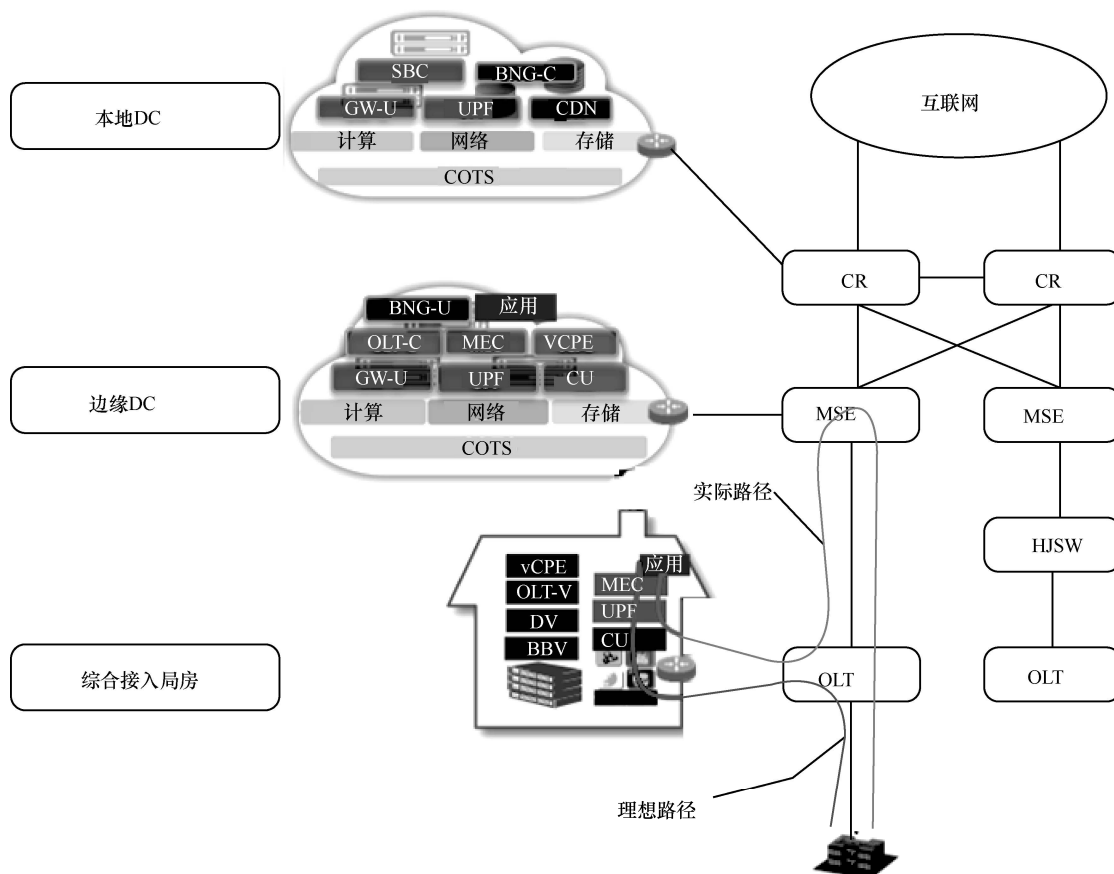 SBC
BNG-C
GW-U
UPF
CDN
计算
网络
存储
COTS
本地DC
互联网
CR
CR
BNG-U
应用
OLT-C
MEC
VCPE
GW-U
UPF
CU
计算
网络
存储
COTS
边缘DC
MSE
MSE
实际路径
HJSW
vCPE
应用
OLT-V
MEC
DV
UPF
BBV
CU
综合接入局房
OLT
OLT
理想路径